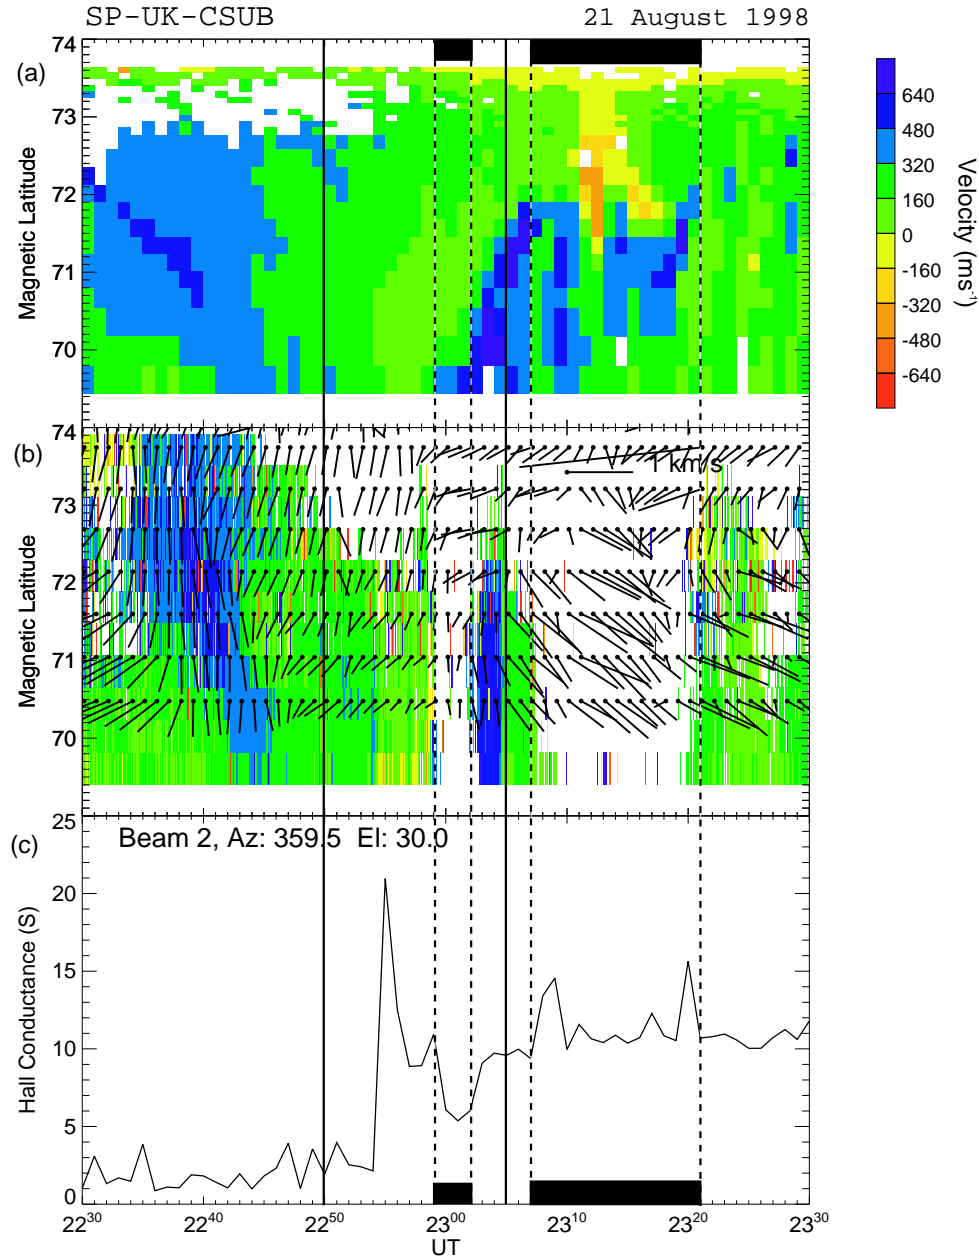 SP-UK-CSUB 21 August 1998
(a)
74
73
72
71
70
Magnetic Latitude
640
480
320
160
0
-160
-320
-480
-640
Velocity (ms⁻¹)
(b)
74
73
72
71
70
Magnetic Latitude
1 km/s
(c)
Beam 2, Az: 359.5 El: 30.0
25
20
15
10
5
0
Hall Conductance (S)
22³⁰ 22⁴⁰ 22⁵⁰ 23⁰⁰ 23¹⁰ 23²⁰ 23³⁰
UT